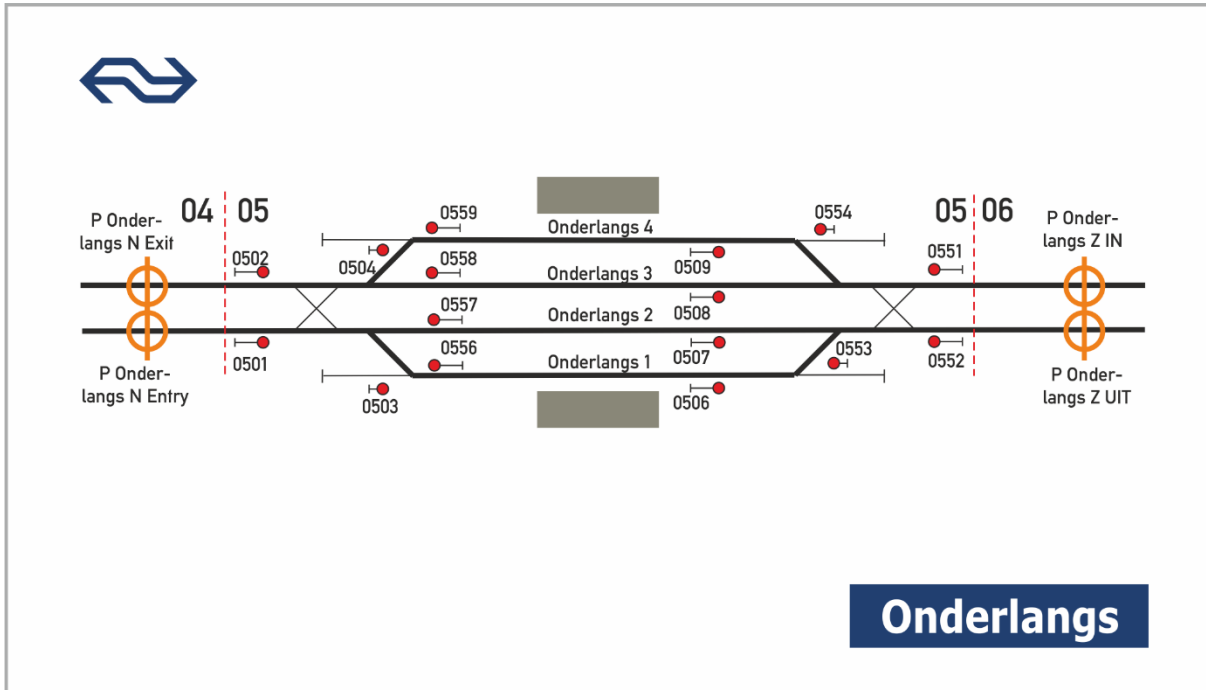 04 05
05 06
P Onder-
langs N Exit
P Onder-
langs Z IN
0559
0554
Onderlangs 4
0502
0504
0558
0509
0551
Onderlangs 3
0557
0508
Onderlangs 2
0501
0556
0507
0553
0552
Onderlangs 1
P Onder-
langs N Entry
P Onder-
langs Z UIT
0503
0506
Onderlangs